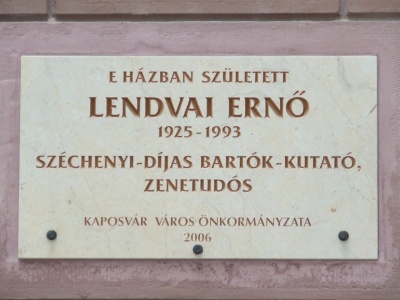 E HÁZBAN SZÜLETETT
LENDVAI ERNŐ
1925-1993
SZÉCHENYI-DÍJAS BARTÓK-KUTATÓ,
ZENETUDÓS
KAPOSVÁR VÁROS ÖNKORMÁNYZATA
2006